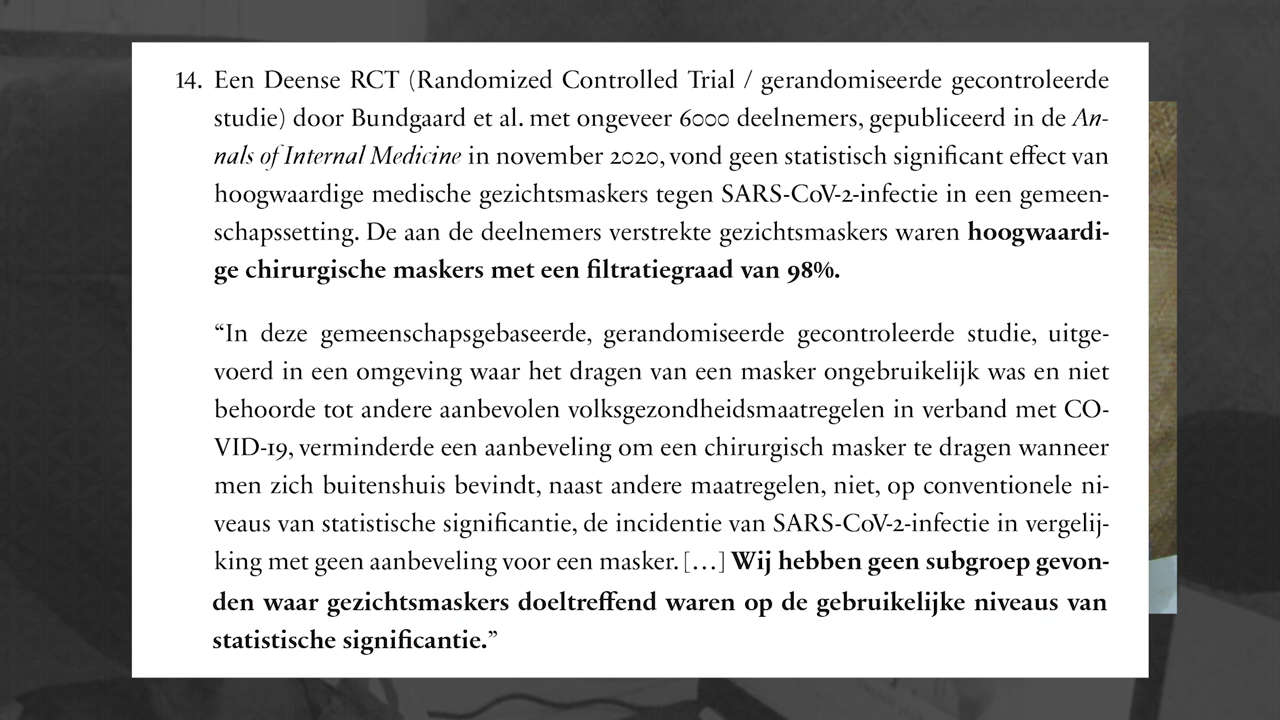 14. Een Deense RCT (Randomized Controlled Trial / gerandomiseerde gecontroleerde
studie) door Bundgaard et al. met ongeveer 6000 deelnemers, gepubliceerd in de An-
nals of Internal Medicine in november 2020, vond geen statistisch significant effect van
hoogwaardige medische gezichtsmaskers tegen SARS-CoV-2-infectie in een gemeen-
schapssetting. De aan de deelnemers verstrekte gezichtsmaskers waren hoogwaardi-
ge chirurgische maskers met een filtratiegraad van 98%.
“In deze gemeenschapsgebaseerde, gerandomiseerde gecontroleerde studie, uitge-
voerd in een omgeving waar het dragen van een masker ongebruikelijk was en niet
behoorde tot andere aanbevolen volksgezondheidsmaatregelen in verband met CO-
VID-19, verminderde een aanbeveling om een chirurgisch masker te dragen wanneer
men zich buitenshuis bevindt, naast andere maatregelen, niet, op conventionele ni-
veaus van statistische significantie, de incidentie van SARS-CoV-2-infectie in vergelij-
king met geen aanbeveling voor een masker. […] Wij hebben geen subgroep gevon-
den waar gezichtsmaskers doeltreffend waren op de gebruikelijke niveaus van
statistische significantie.”